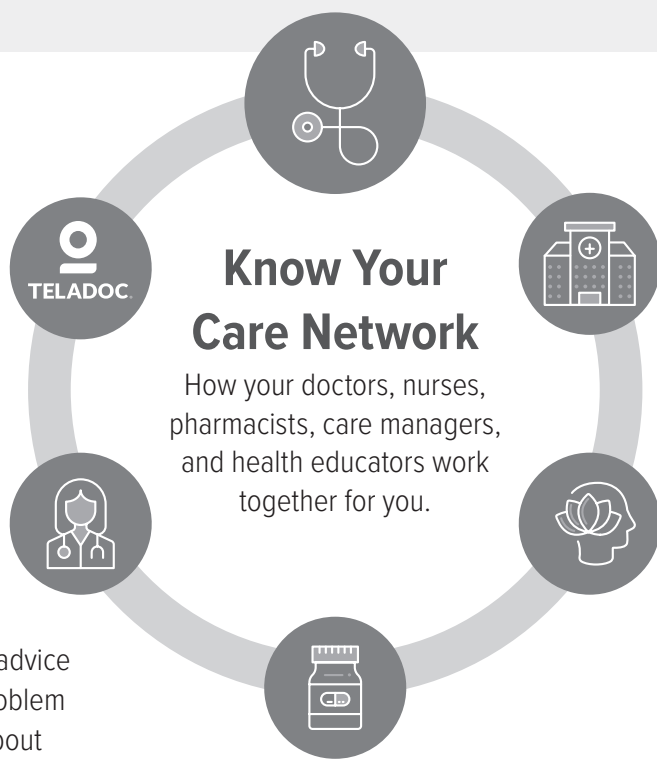 TELADOC
Know Your
Care Network
How your doctors, nurses,
pharmacists, care managers,
and health educators work
together for you.
advice
oblem
bout